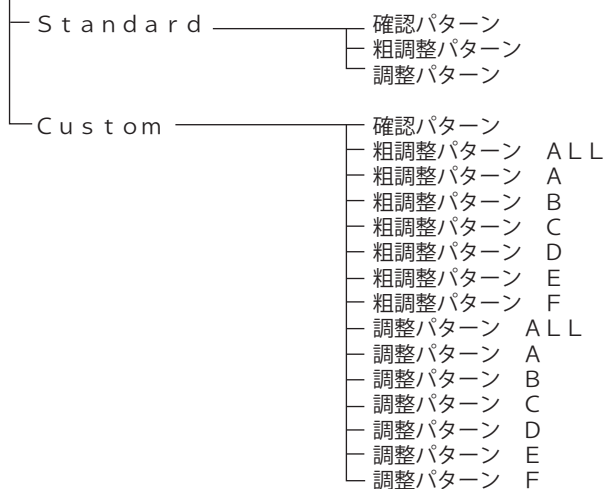 Ｓｔａｎｄａｒｄ 確認パターン
粗調整パターン
調整パターン
Ｃｕｓｔｏｍ 確認パターン
粗調整パターン　ＡＬＬ
粗調整パターン　Ａ
粗調整パターン　Ｂ
粗調整パターン　Ｃ
粗調整パターン　Ｄ
粗調整パターン　Ｅ
粗調整パターン　Ｆ
調整パターン　ＡＬＬ
調整パターン　Ａ
調整パターン　Ｂ
調整パターン　Ｃ
調整パターン　Ｄ
調整パターン　Ｅ
調整パターン　Ｆ